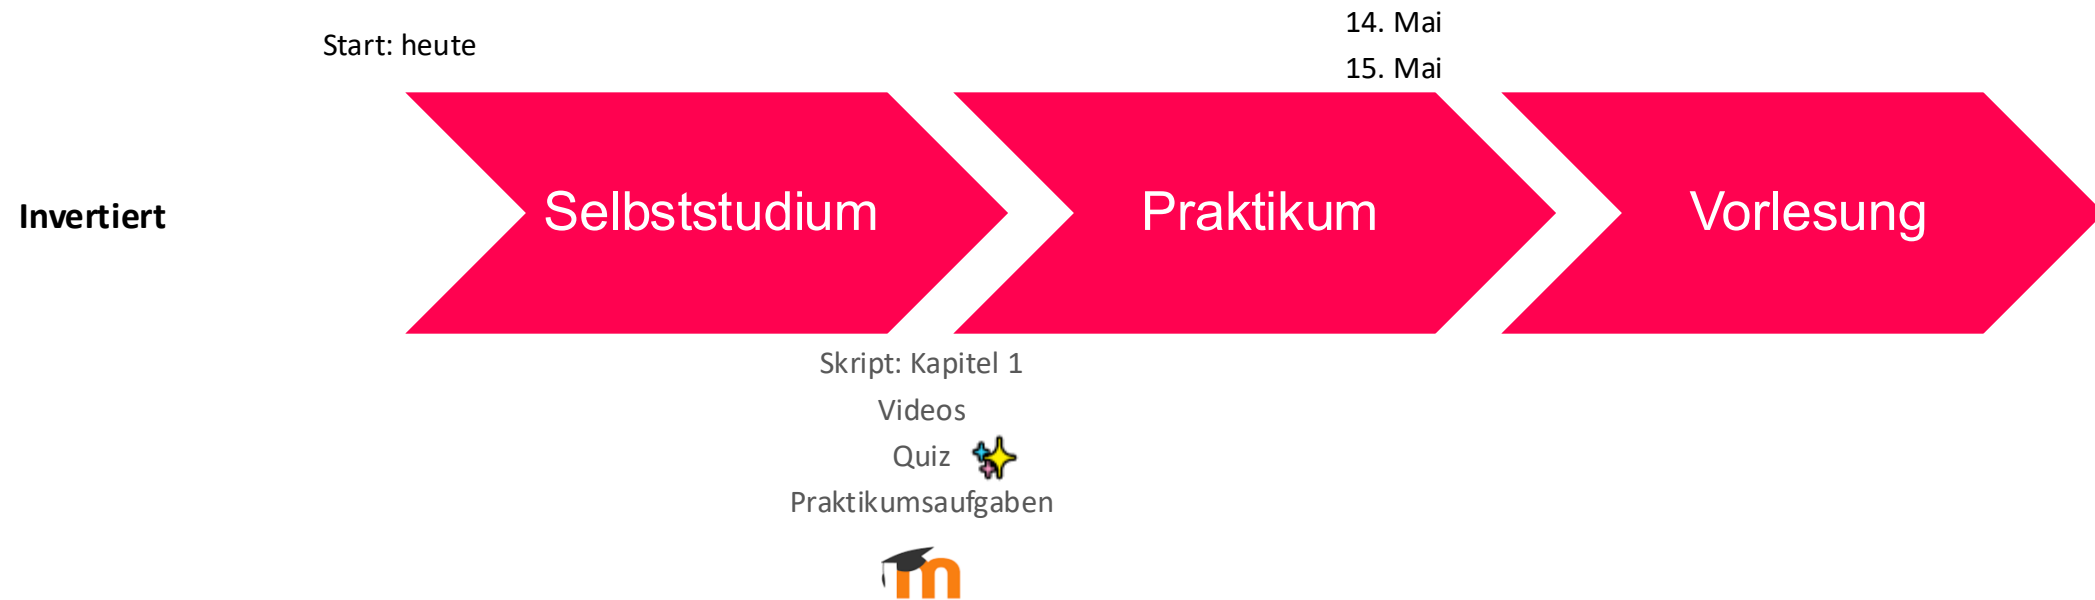 Start: heute
14. Mai
15. Mai
Invertiert
Selbststudium
Praktikum
Vorlesung
Skript: Kapitel 1
Videos
Quiz
Praktikumsaufgaben
m